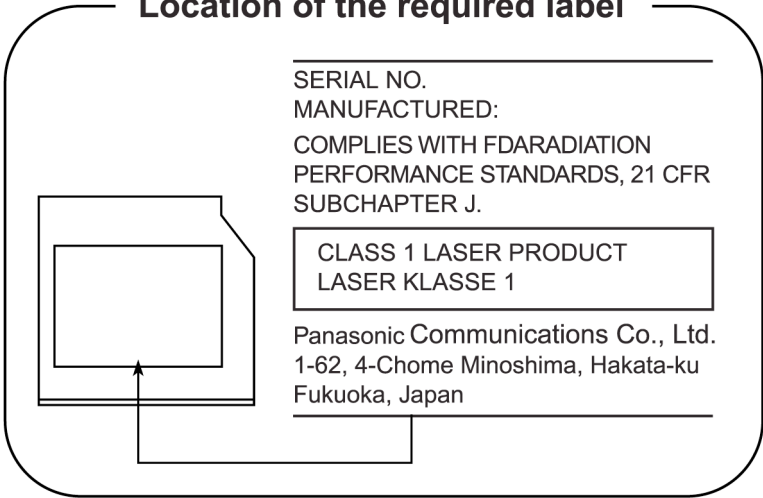 Location of the required label
SERIAL NO.
MANUFACTURED:
COMPLIES WITH FDARADIATION
PERFORMANCE STANDARDS, 21 CFR
SUBCHAPTER J.
CLASS 1 LASER PRODUCT
LASER KLASSE 1
Panasonic Communications Co., Ltd.
1-62, 4-Chome Minoshima, Hakata-ku
Fukuoka, Japan